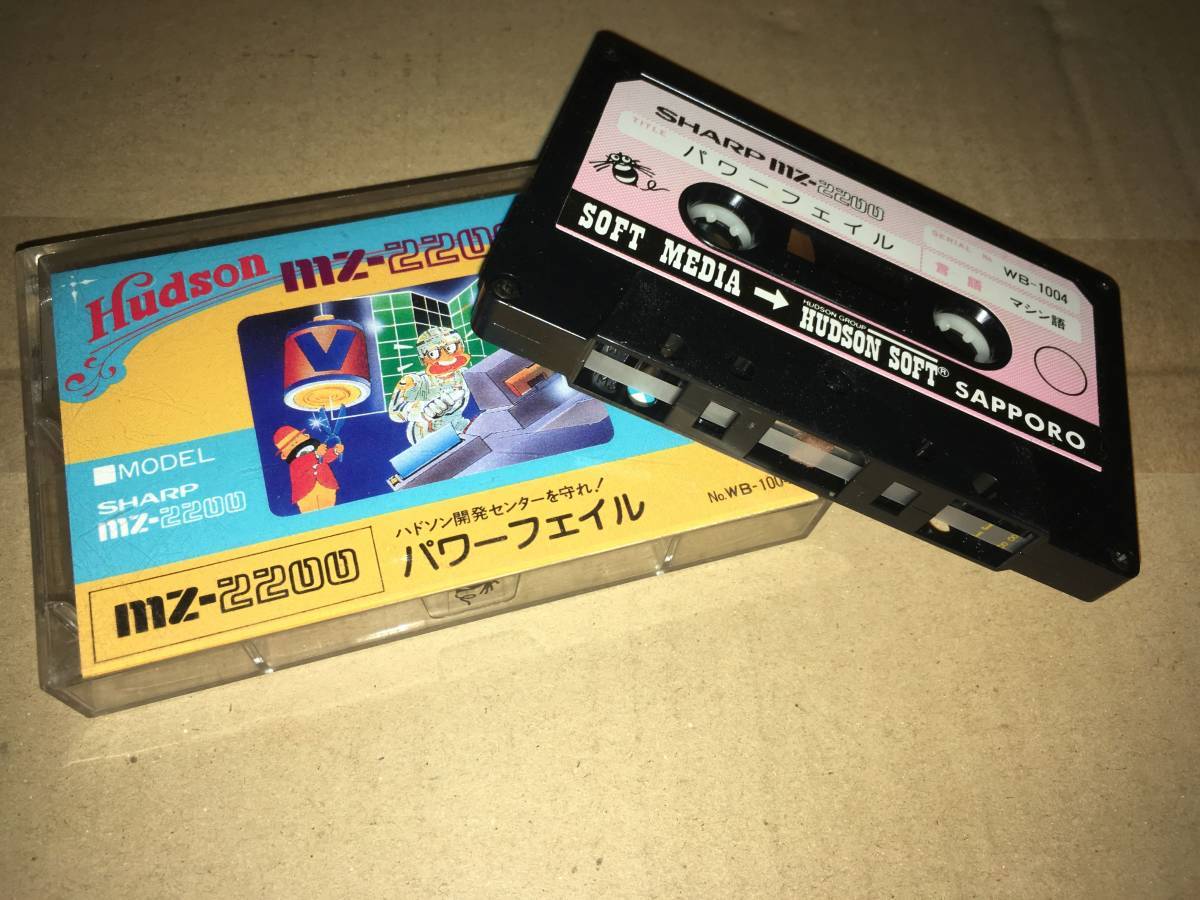 Hudson
mz-2200
V
MODEL
SHARP
mz-2200
mz-2200
ハドソン開発センターを守れ!
パワーフェイル
No.WB-100
SHARP mz-2200
TITLE
パワーフェイル
SERIAL No
WB-1004
言語
マシン語
SOFT MEDIA → HUDSON GROUP
HUDSON SOFT® SAPPORO